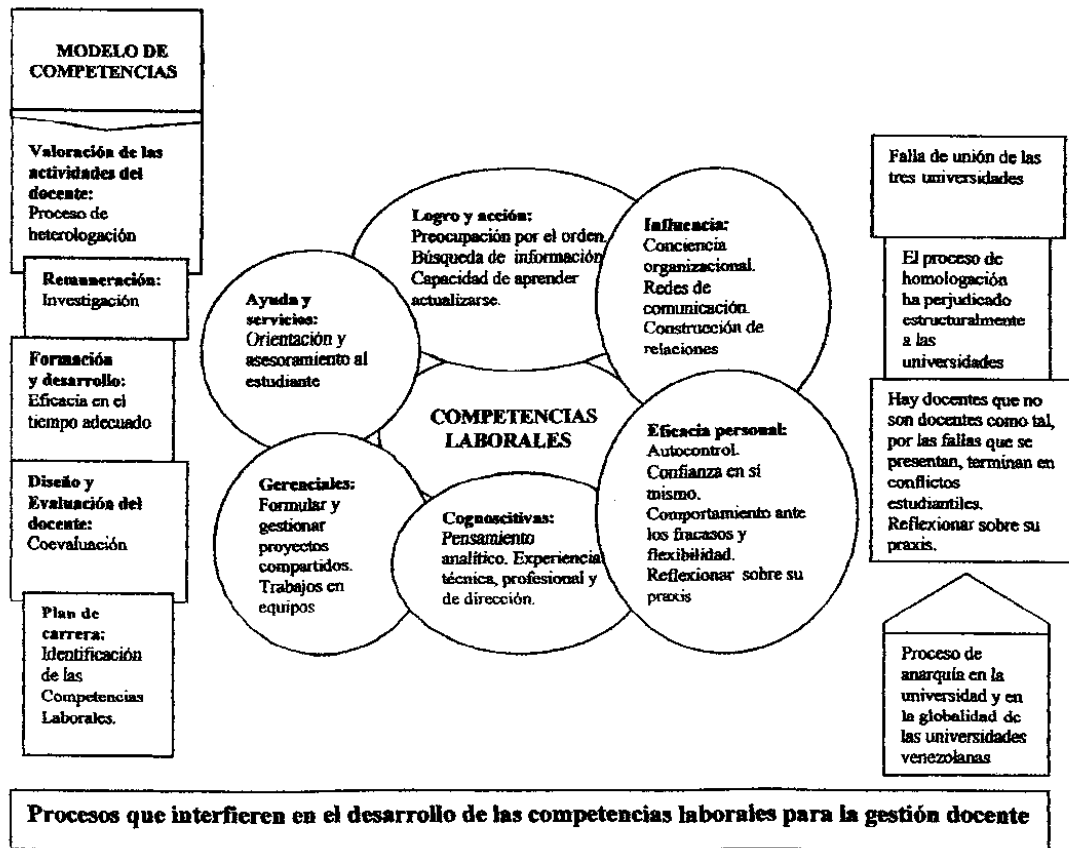 MODELO DE
COMPETENCIAS
Valoración de las
actividades del
docente:
Proceso de
heterologación
Remuneración:
Investigación
Formación
y desarrollo:
Eficacia en el
tiempo adecuado
Diseño y
Evaluación del
docente:
Coevaluación
Plan de
carrera:
Identificación
de las
Competencias
Laborales.
Logro y acción:
Preocupación por el orden.
Búsqueda de información
Capacidad de aprender
actualizarse.
Influencia:
Conciencia
organizacional.
Redes de
comunicación.
Construcción de
relaciones
Ayuda y
servicios:
Orientación y
asesoramiento al
estudiante
COMPETENCIAS
LABORALES
Eficacia personal:
Autocontrol.
Confianza en sí
mismo.
Comportamiento ante
los fracasos y
flexibilidad.
Reflexionar sobre su
praxis
Gerenciales:
Formular y
gestionar
proyectos
compartidos.
Trabajos en
equipos
Cognoscitivas:
Pensamiento
analítico. Experiencia
técnica, profesional y
de dirección.
Falla de unión de las
tres universidades
El proceso de
homologación
ha perjudicado
estructuralmente
a las
universidades
Hay docentes que no
son docentes como tal,
por las fallas que se
presentan, terminan en
conflictos
estudiantiles.
Reflexionar sobre su
praxis.
Proceso de
anarquía en la
universidad y en
la globalidad de
las universidades
venezolanas
Procesos que interfieren en el desarrollo de las competencias laborales para la gestión docente